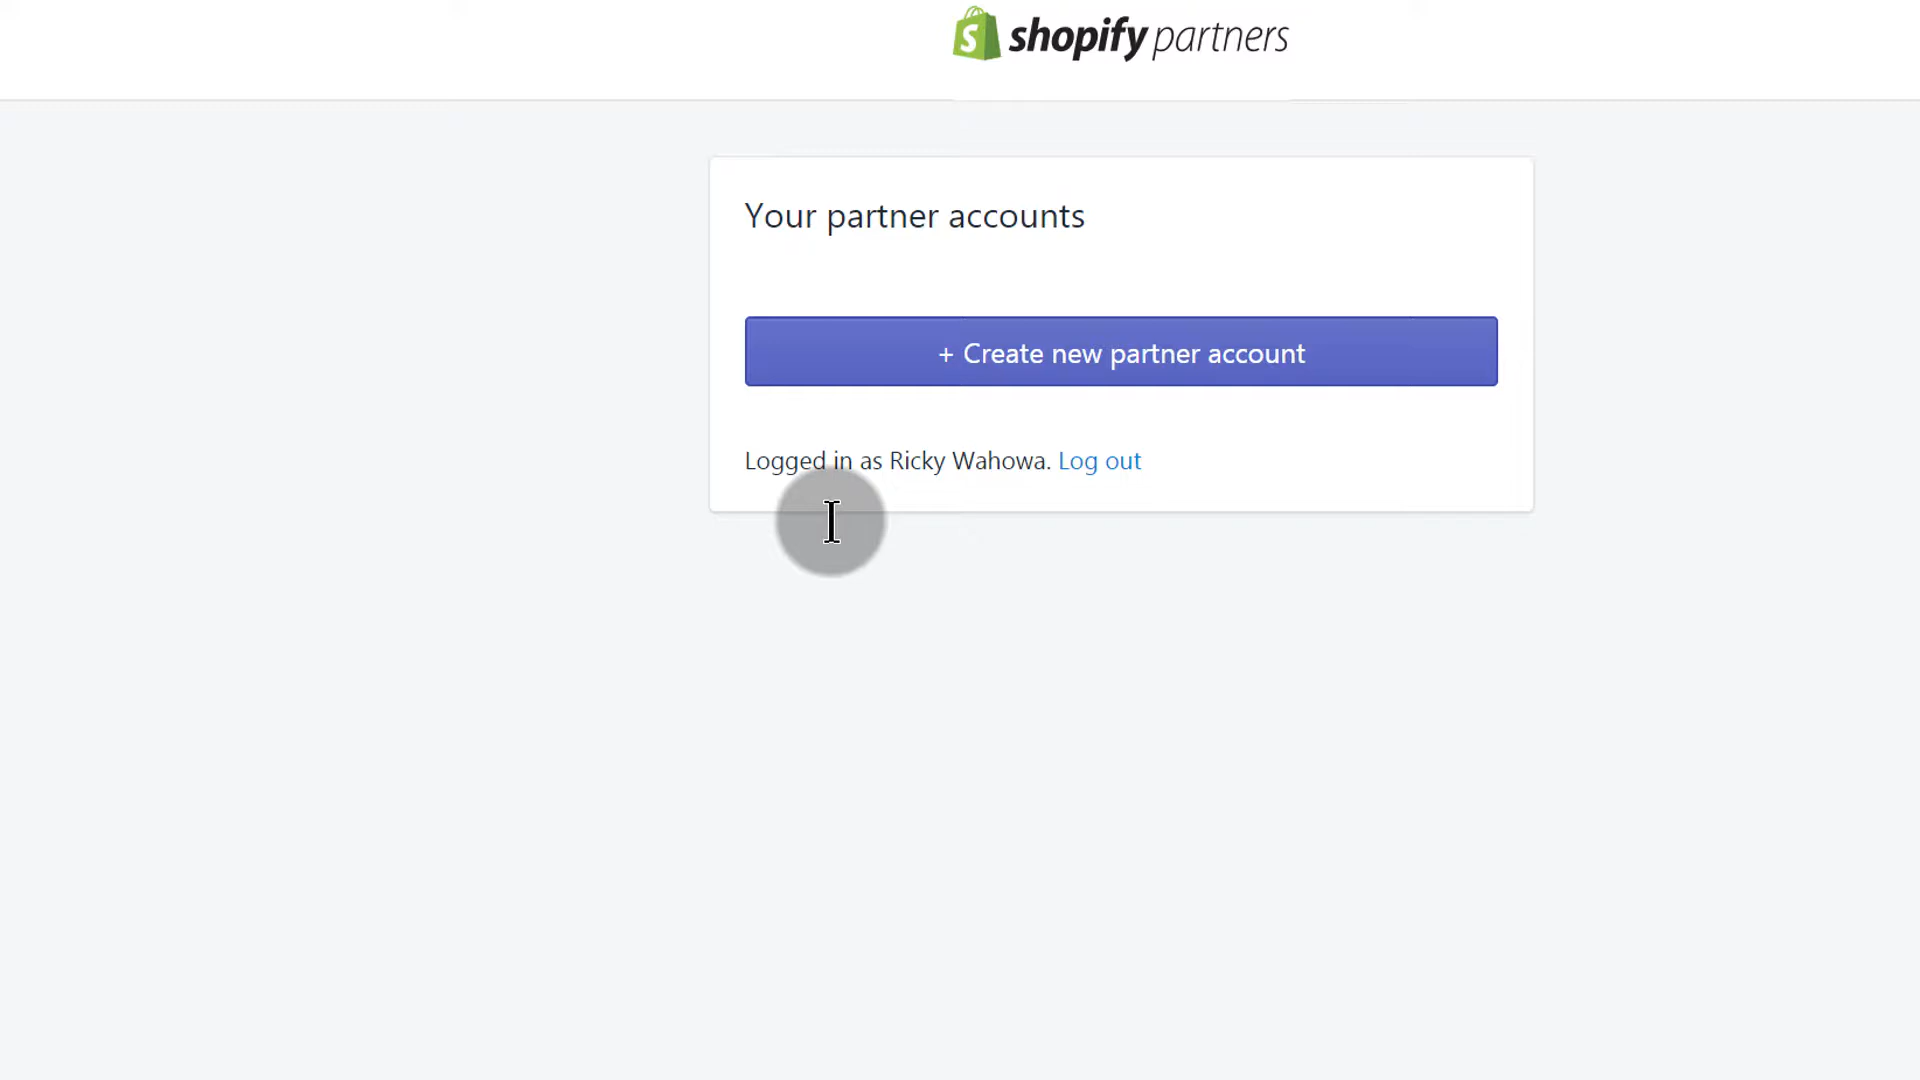 shopify partners
Your partner accounts
+ Create new partner account
Logged in as Ricky Wahowa. Log out